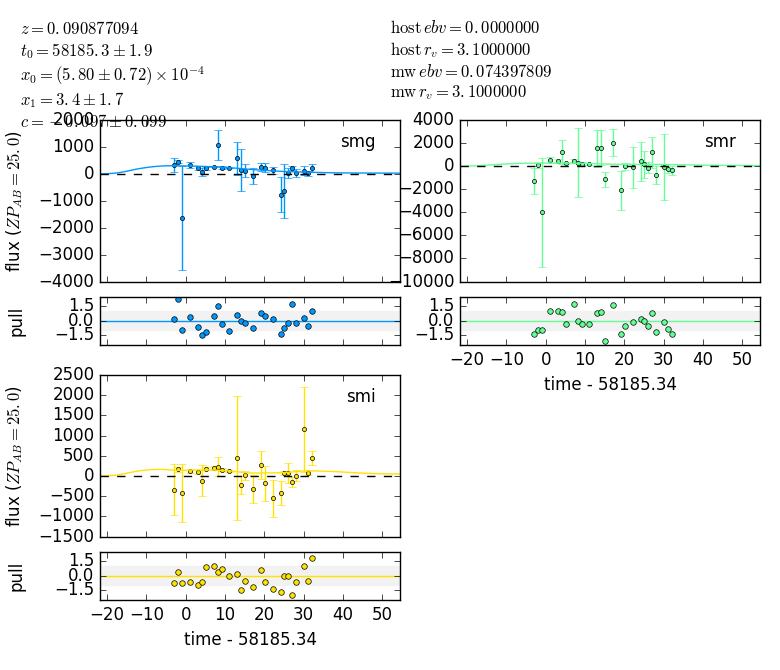 z = 0.090877094
t0 = 58185.3 ± 1.9
x0 = (5.80 ± 0.72) × 10^−4
x1 = 3.4 ± 1.7
host ebv = 0.0000000
host r_v = 3.1000000
mw ebv = 0.074397809
mw r_v = 3.1000000
2000
1000
0
−1000
−2000
−3000
−4000
flux (ZP_AB = 25.0)
smg
4000
2000
0
−2000
−4000
−6000
−8000
−10000
smr
1.5
0.0
−1.5
pull
1.5
0.0
−1.5
−20 −10 0 10 20 30 40 50
time - 58185.34
2500
2000
1500
1000
500
0
−500
−1000
−1500
flux (ZP_AB = 25.0)
smi
1.5
0.0
−1.5
pull
−20 −10 0 10 20 30 40 50
time - 58185.34